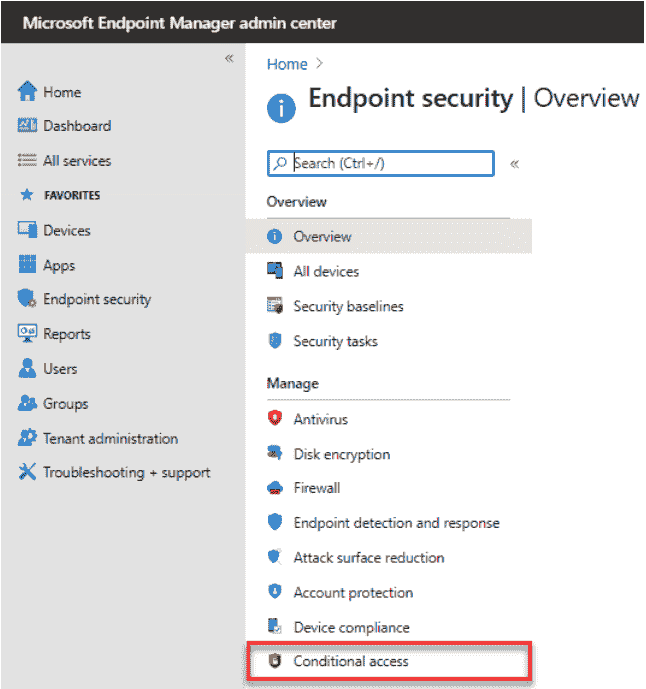 Microsoft Endpoint Manager admin center
«
Home
Dashboard
All services
FAVORITES
Devices
Apps
Endpoint security
Reports
Users
Groups
Tenant administration
Troubleshooting + support
Home >
Endpoint security | Overview
Search (Ctrl+/)
«
Overview
Overview
All devices
Security baselines
Security tasks
Manage
Antivirus
Disk encryption
Firewall
Endpoint detection and response
Attack surface reduction
Account protection
Device compliance
Conditional access